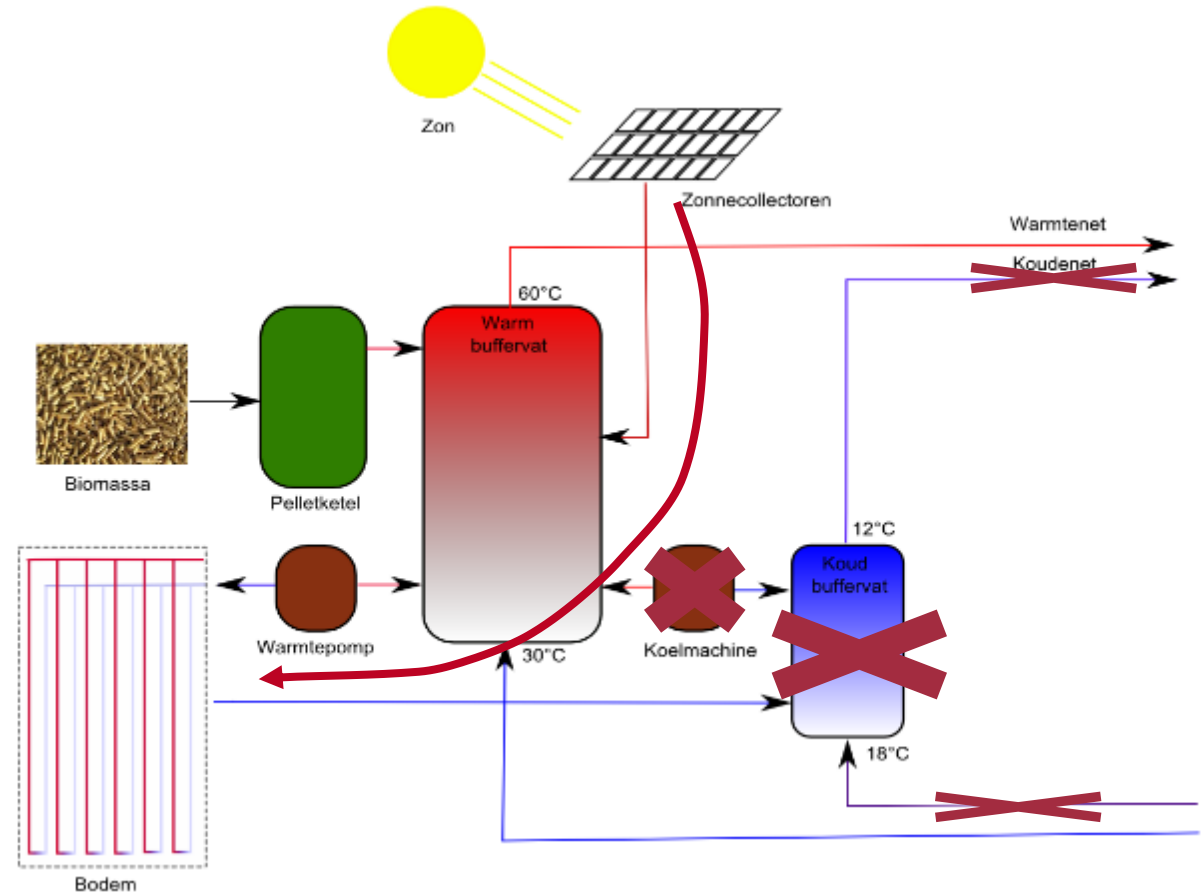 Zon
Zonnecollectoren
Warmtenet
Koudenet
60°C
Warm
buffervat
Biomassa
Pelletketel
12°C
Koud
buffervat
Warmtepomp
30°C
Koelmachine
18°C
Bodem